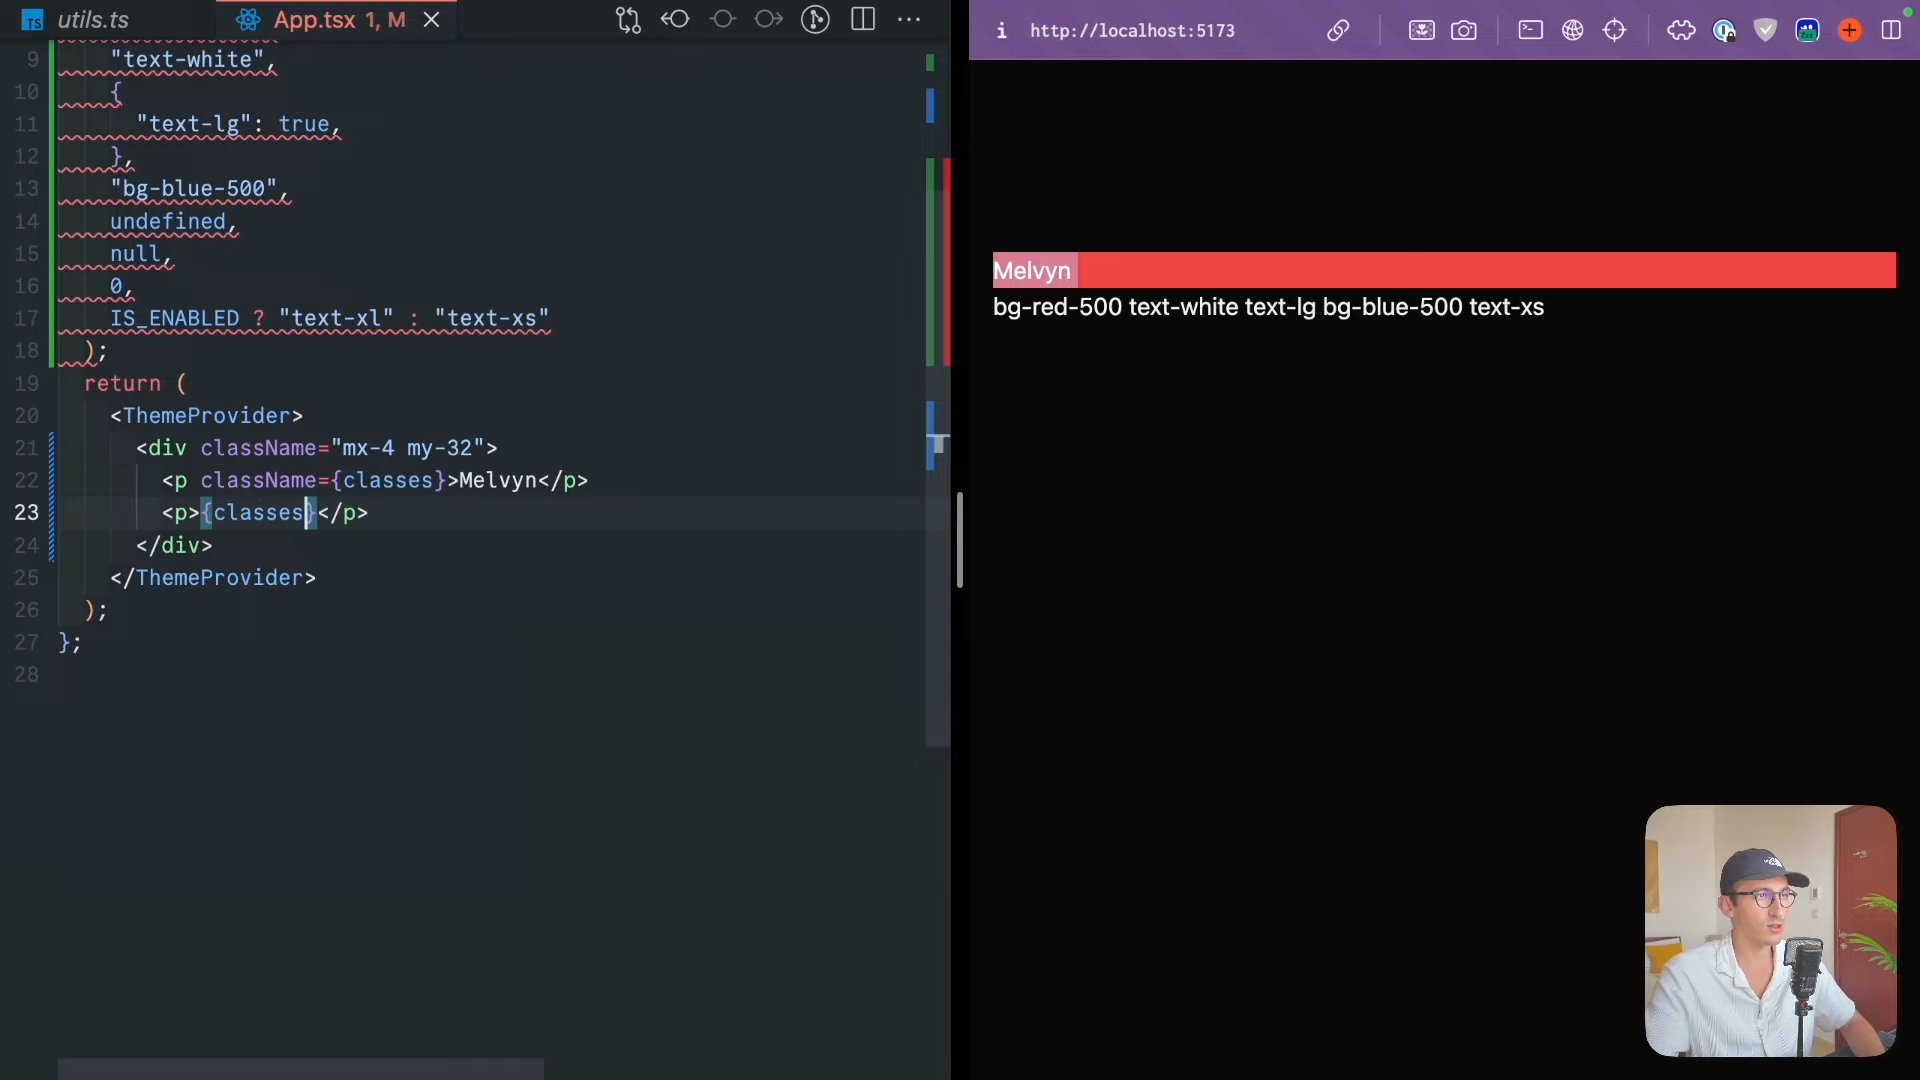 utils.ts
App.tsx 1, M
http://localhost:5173
9 "text-white",
10 {
11 "text-lg": true,
12 },
13 "bg-blue-500",
14 undefined,
15 null,
16 0,
17 IS_ENABLED ? "text-xl" : "text-xs"
18 );
19 return (
20 <ThemeProvider>
21 <div className="mx-4 my-32">
22 <p className={classes}>Melvyn</p>
23 <p>{classes}</p>
24 </div>
25 </ThemeProvider>
26 );
27 };
28
Melvyn
bg-red-500 text-white text-lg bg-blue-500 text-xs